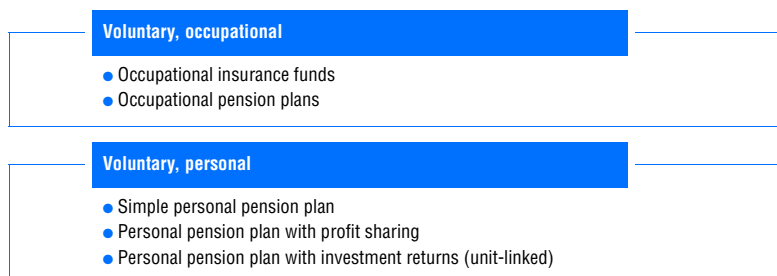 Voluntary, occupational
● Occupational insurance funds
● Occupational pension plans
Voluntary, personal
● Simple personal pension plan
● Personal pension plan with profit sharing
● Personal pension plan with investment returns (unit-linked)